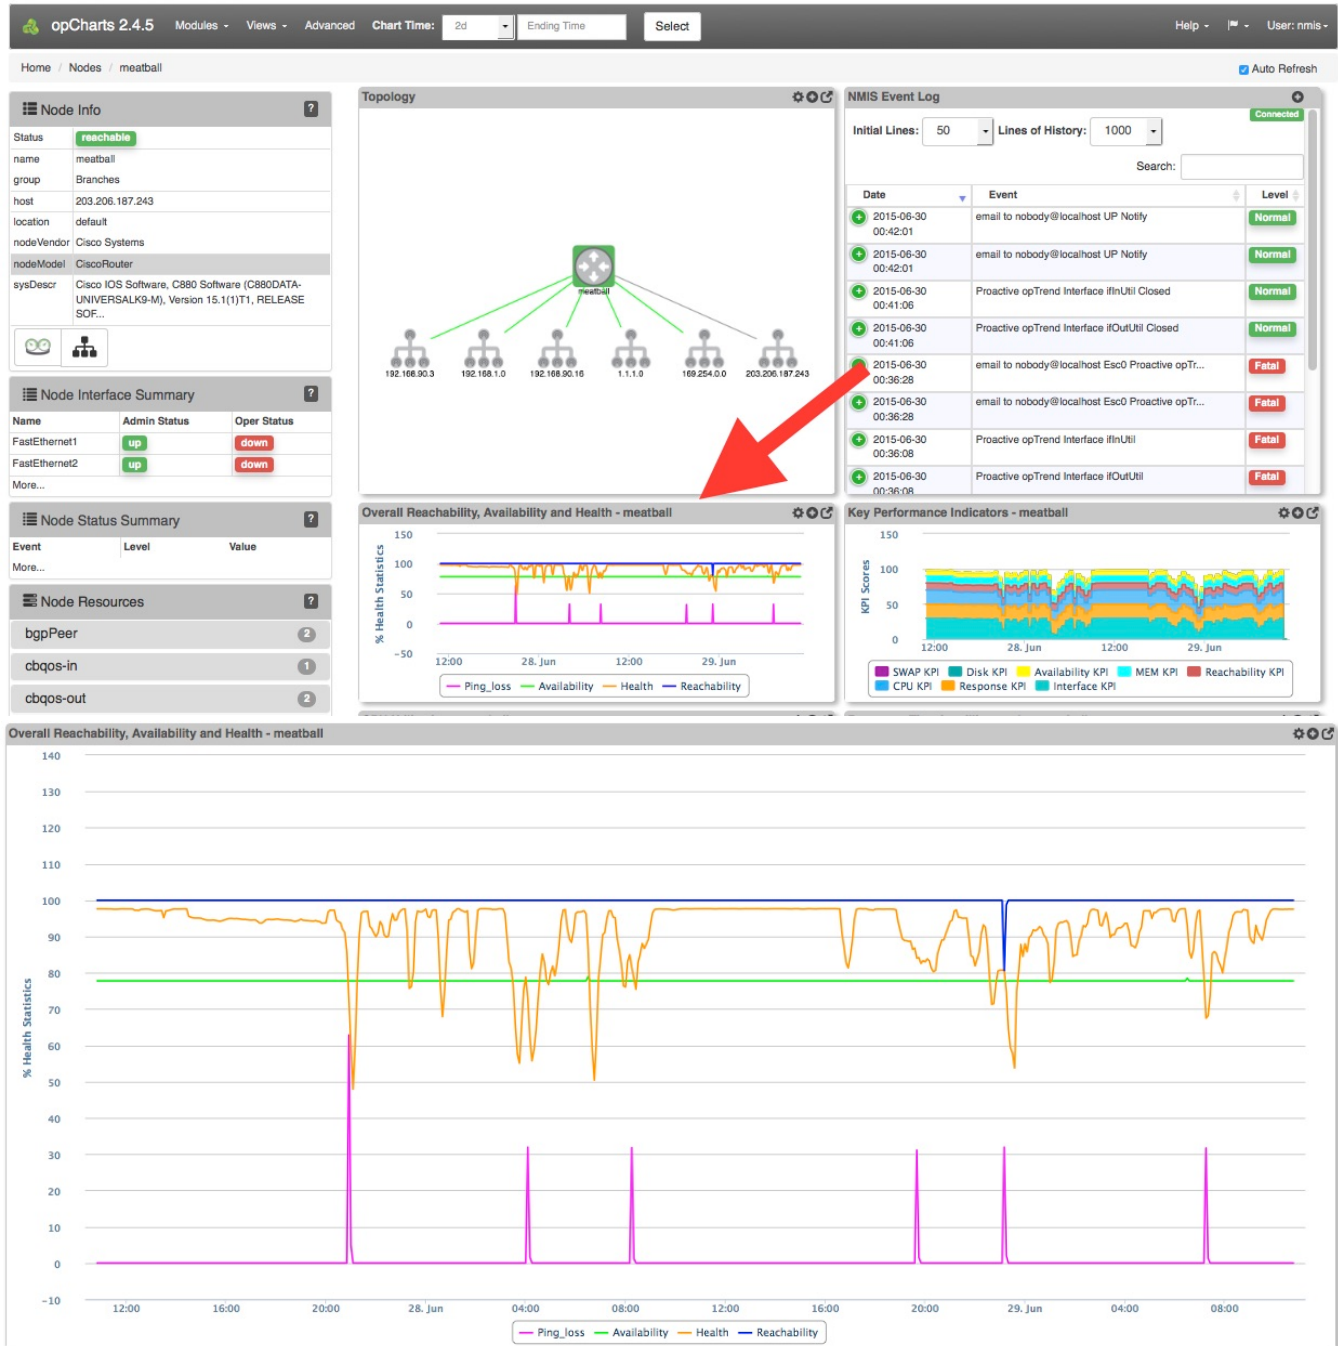 opCharts 2.4.5 Modules Views Advanced Chart Time: 2d Ending Time Select Help User: nmis
Home / Nodes / meatball
Auto Refresh
Node Info ?
Status reachable
name meatball
group Branches
host 203.206.187.243
location default
nodeVendor Cisco Systems
nodeModel CiscoRouter
sysDescr Cisco IOS Software, C880 Software (C880DATA-
UNIVERSALK9-M), Version 15.1(1)T1, RELEASE
SOF...
Node Interface Summary ?
Name Admin Status Oper Status
FastEthernet1 up down
FastEthernet2 up down
More...
Node Status Summary ?
Event Level Value
More...
Node Resources ?
bgpPeer 2
cbqos-in 1
cbqos-out 2
Topology
meatball
192.168.90.3 192.168.1.0 192.168.90.16 1.1.1.0 169.254.0.0 203.206.187.243
NMIS Event Log
Connected
Initial Lines: 50 Lines of History: 1000
Search:
Date Event Level
2015-06-30 email to nobody@localhost UP Notify Normal
00:42:01
2015-06-30 email to nobody@localhost UP Notify Normal
00:42:01
2015-06-30 Proactive opTrend Interface ifInUtil Closed Normal
00:41:06
2015-06-30 Proactive opTrend Interface ifOutUtil Closed Normal
00:41:06
2015-06-30 email to nobody@localhost Esc0 Proactive opTr... Fatal
00:36:28
2015-06-30 email to nobody@localhost Esc0 Proactive opTr... Fatal
00:36:28
2015-06-30 Proactive opTrend Interface ifInUtil Fatal
00:36:08
2015-06-30 Proactive opTrend Interface ifOutUtil Fatal
00:36:08
Overall Reachability, Availability and Health - meatball
% Health Statistics
150
100
50
0
-50
12:00 28. Jun 12:00 29. Jun
Ping_loss Availability Health Reachability
Key Performance Indicators - meatball
KPI Scores
150
100
50
0
12:00 28. Jun 12:00 29. Jun
SWAP KPI Disk KPI Availability KPI MEM KPI Reachability KPI
CPU KPI Response KPI Interface KPI
Overall Reachability, Availability and Health - meatball
% Health Statistics
140
130
120
110
100
90
80
70
60
50
40
30
20
10
0
-10
12:00 16:00 20:00 28. Jun 04:00 08:00 12:00 16:00 20:00 29. Jun 04:00 08:00
Ping_loss Availability Health Reachability